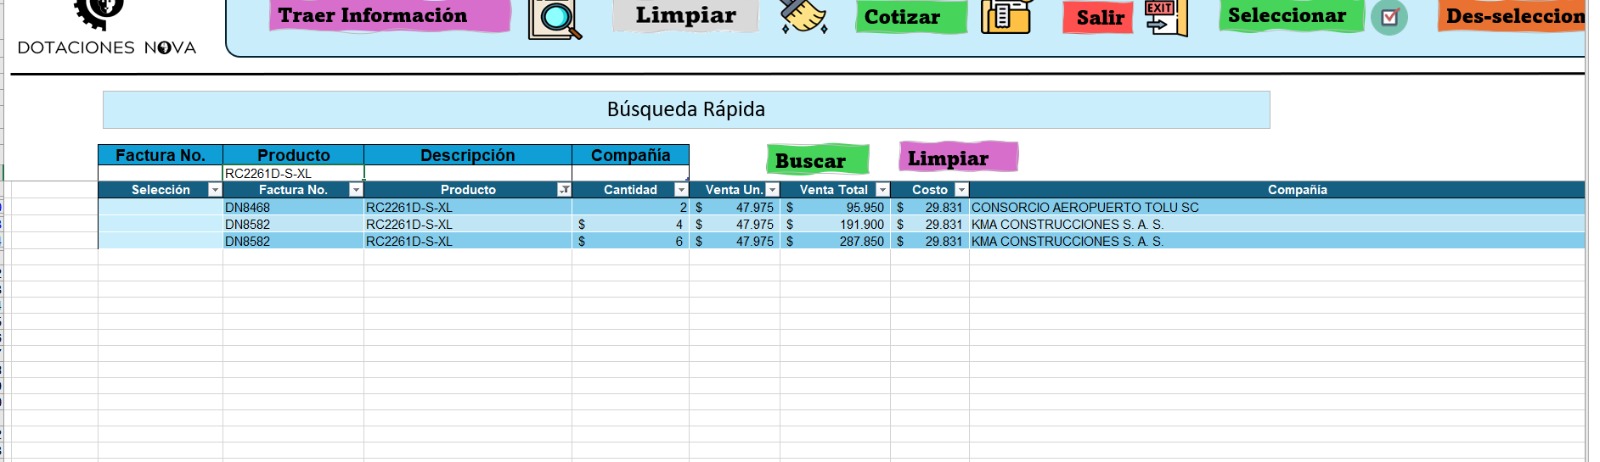 Traer Información Limpiar Cotizar Salir EXIT Seleccionar Des-seleccion
DOTACIONES NOVA
Búsqueda Rápida
Factura No. Producto Descripción Compañía Buscar Limpiar
RC2261D-S-XL
Selección Factura No. Producto Cantidad Venta Un. Venta Total Costo Compañía
DN8468 RC2261D-S-XL 2 $ 47.975 $ 95.950 $ 29.831 CONSORCIO AEROPUERTO TOLU SC
DN8582 RC2261D-S-XL $ 4 $ 47.975 $ 191.900 $ 29.831 KMA CONSTRUCCIONES S. A. S.
DN8582 RC2261D-S-XL $ 6 $ 47.975 $ 287.850 $ 29.831 KMA CONSTRUCCIONES S. A. S.